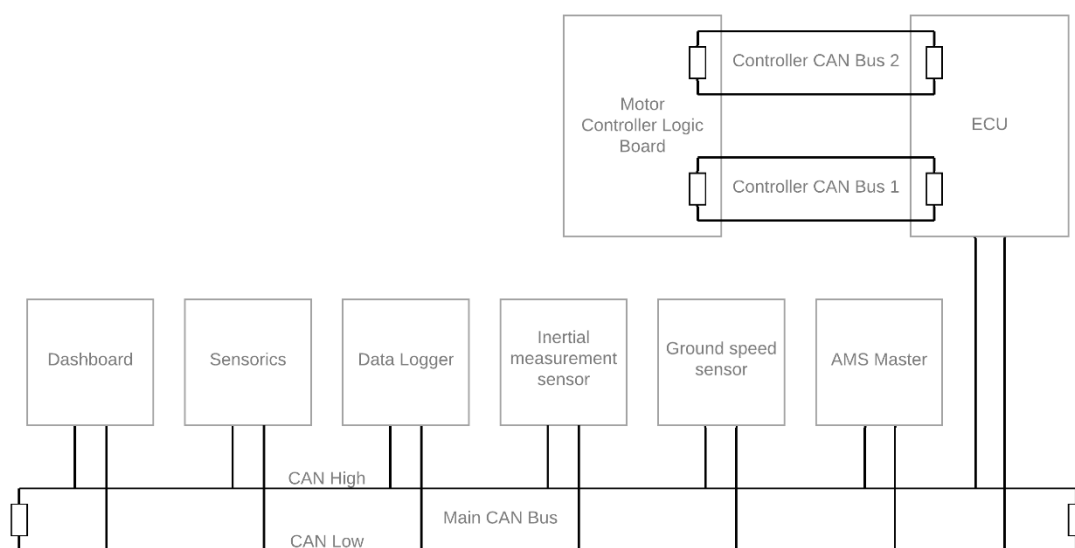 Controller CAN Bus 2
Motor
Controller Logic
Board
ECU
Controller CAN Bus 1
Dashboard
Sensorics
Data Logger
Inertial
measurement
sensor
Ground speed
sensor
AMS Master
CAN High
Main CAN Bus
CAN Low